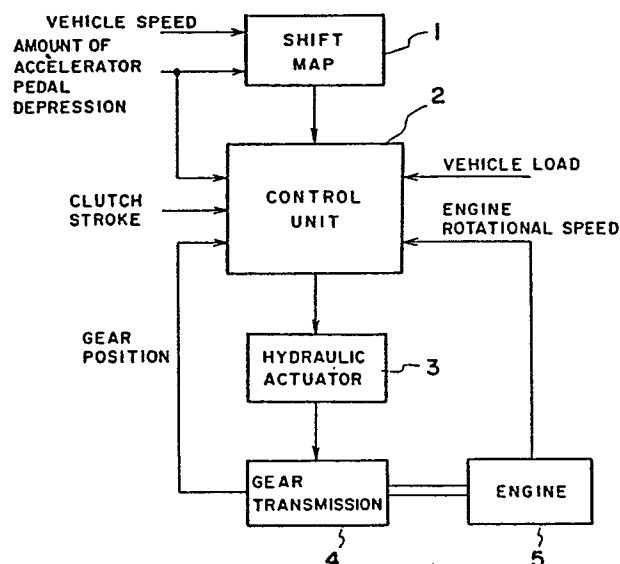 VEHICLE SPEED
AMOUNT OF
ACCELERATOR
PEDAL
DEPRESSION
SHIFT
MAP
1
2
CONTROL
UNIT
VEHICLE LOAD
CLUTCH
STROKE
ENGINE
ROTATIONAL SPEED
GEAR
POSITION
HYDRAULIC
ACTUATOR
3
GEAR
TRANSMISSION
ENGINE
4
5